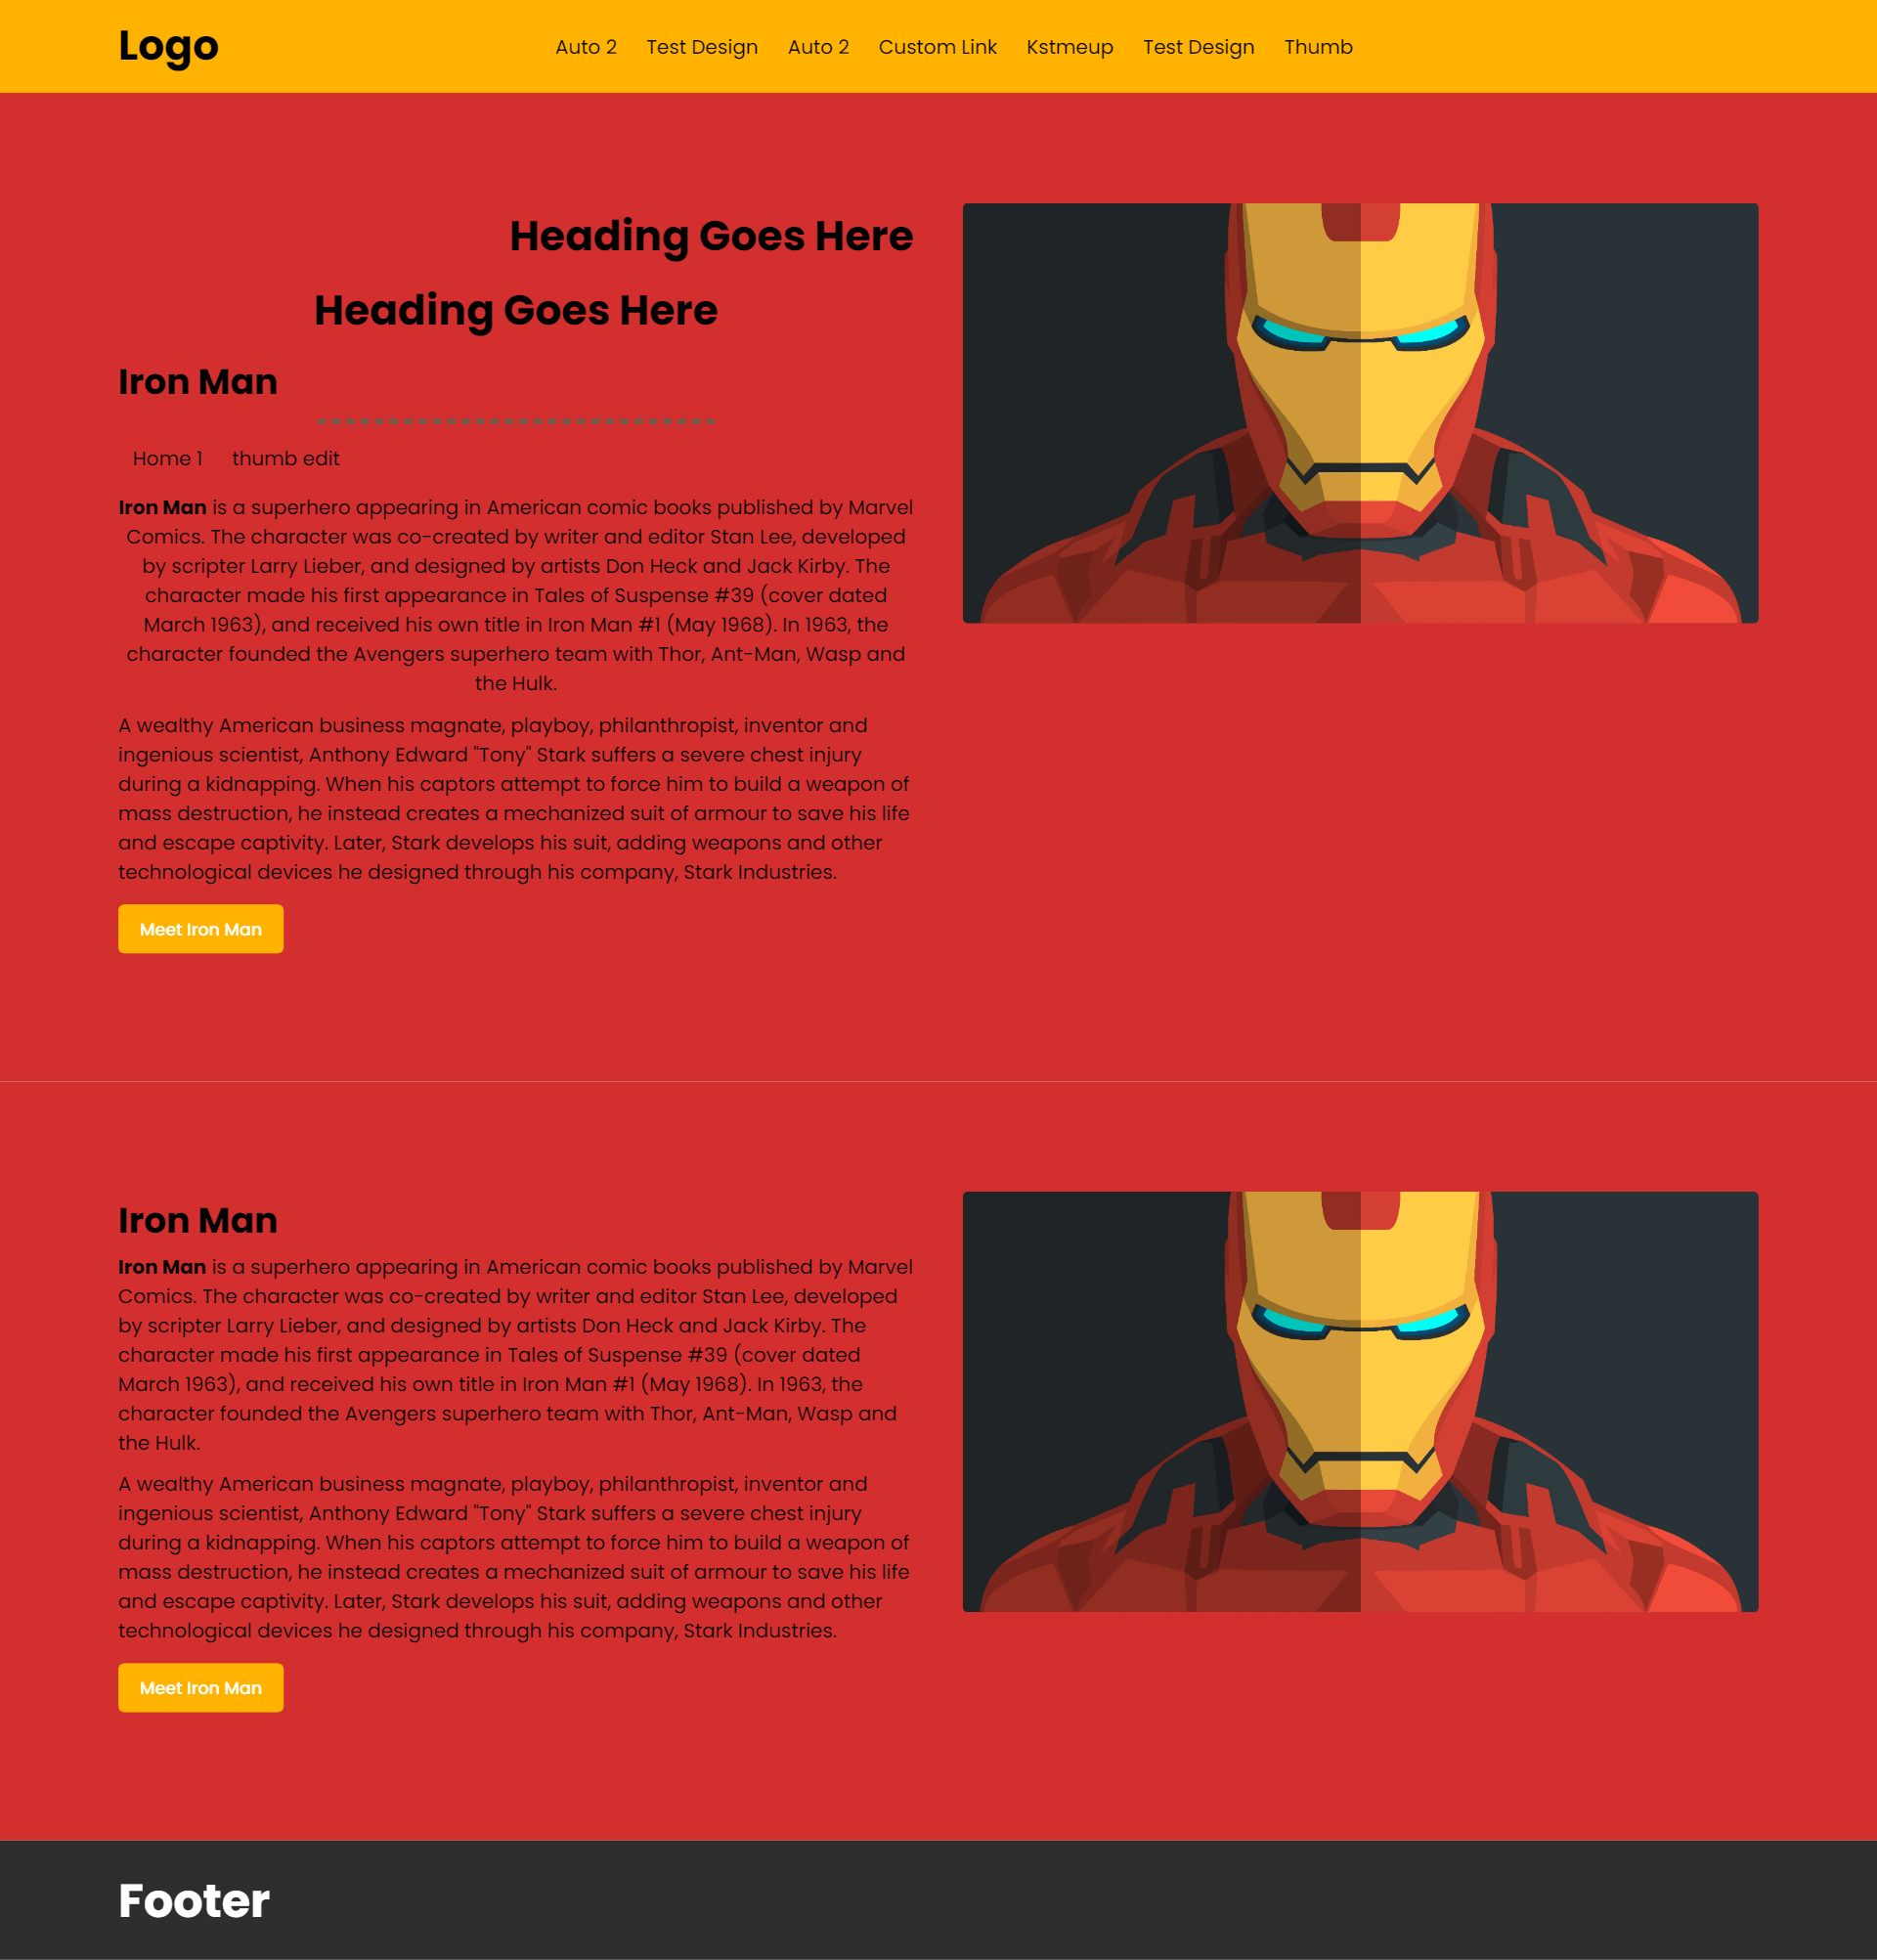 Logo
Auto 2 Test Design Auto 2 Custom Link Kstmeup Test Design Thumb
Heading Goes Here
Heading Goes Here
Iron Man
Home 1 thumb edit
Iron Man is a superhero appearing in American comic books published by Marvel
Comics. The character was co-created by writer and editor Stan Lee, developed
by scripter Larry Lieber, and designed by artists Don Heck and Jack Kirby. The
character made his first appearance in Tales of Suspense #39 (cover dated
March 1963), and received his own title in Iron Man #1 (May 1968). In 1963, the
character founded the Avengers superhero team with Thor, Ant-Man, Wasp and
the Hulk.
A wealthy American business magnate, playboy, philanthropist, inventor and
ingenious scientist, Anthony Edward "Tony" Stark suffers a severe chest injury
during a kidnapping. When his captors attempt to force him to build a weapon of
mass destruction, he instead creates a mechanized suit of armour to save his life
and escape captivity. Later, Stark develops his suit, adding weapons and other
technological devices he designed through his company, Stark Industries.
Meet Iron Man
Iron Man
Iron Man is a superhero appearing in American comic books published by Marvel
Comics. The character was co-created by writer and editor Stan Lee, developed
by scripter Larry Lieber, and designed by artists Don Heck and Jack Kirby. The
character made his first appearance in Tales of Suspense #39 (cover dated
March 1963), and received his own title in Iron Man #1 (May 1968). In 1963, the
character founded the Avengers superhero team with Thor, Ant-Man, Wasp and
the Hulk.
A wealthy American business magnate, playboy, philanthropist, inventor and
ingenious scientist, Anthony Edward "Tony" Stark suffers a severe chest injury
during a kidnapping. When his captors attempt to force him to build a weapon of
mass destruction, he instead creates a mechanized suit of armour to save his life
and escape captivity. Later, Stark develops his suit, adding weapons and other
technological devices he designed through his company, Stark Industries.
Meet Iron Man
Footer